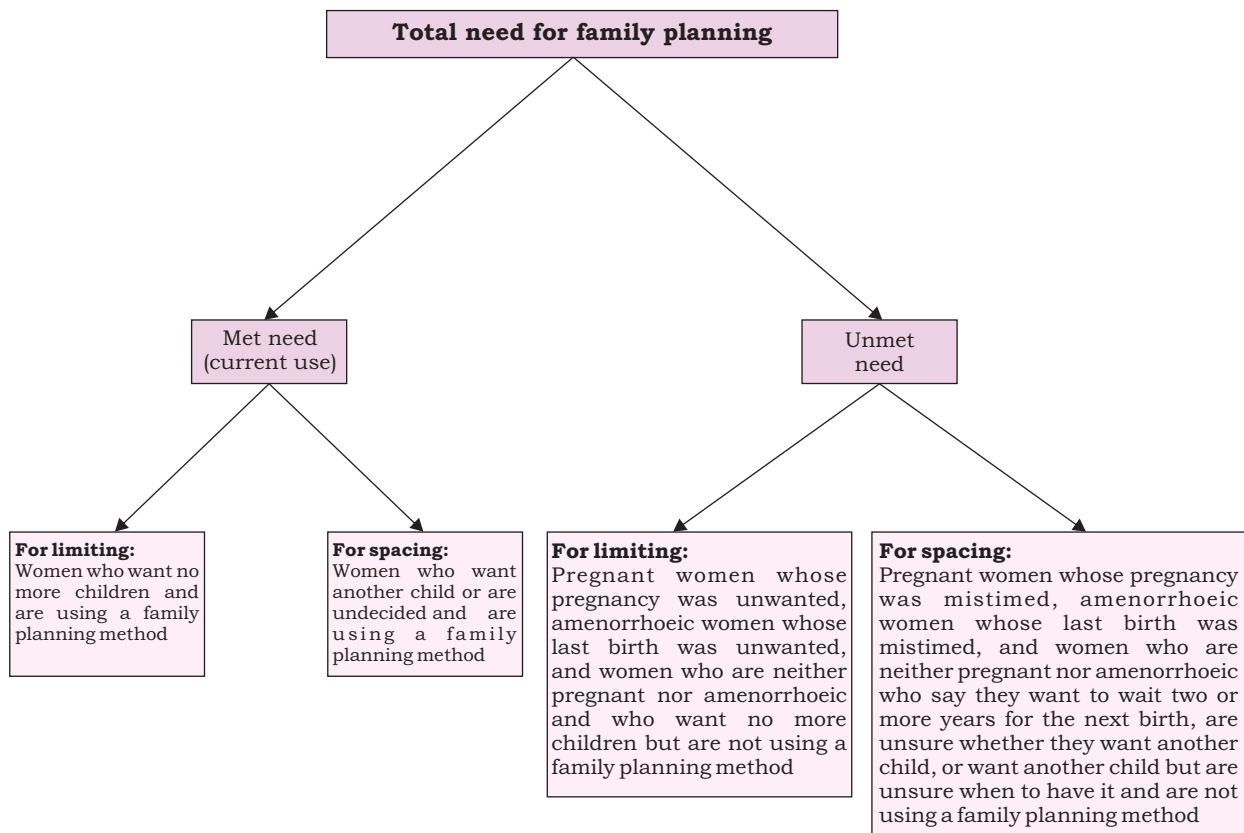 Total need for family planning
Met need
(current use)
Unmet
need
For limiting:
Women who want no
more children and
are using a family
planning method
For spacing:
Women who want
another child or are
undecided and are
using a family
planning method
For limiting:
Pregnant women whose
pregnancy was unwanted,
amenorrhoeic women whose
last birth was unwanted,
and women who are neither
pregnant nor amenorrhoeic
and who want no more
children but are not using a
family planning method
For spacing:
Pregnant women whose pregnancy
was mistimed, amenorrhoeic
women whose last birth was
mistimed, and women who are
neither pregnant nor amenorrhoeic
who say they want to wait two or
more years for the next birth, are
unsure whether they want another
child, or want another child but are
unsure when to have it and are not
using a family planning method